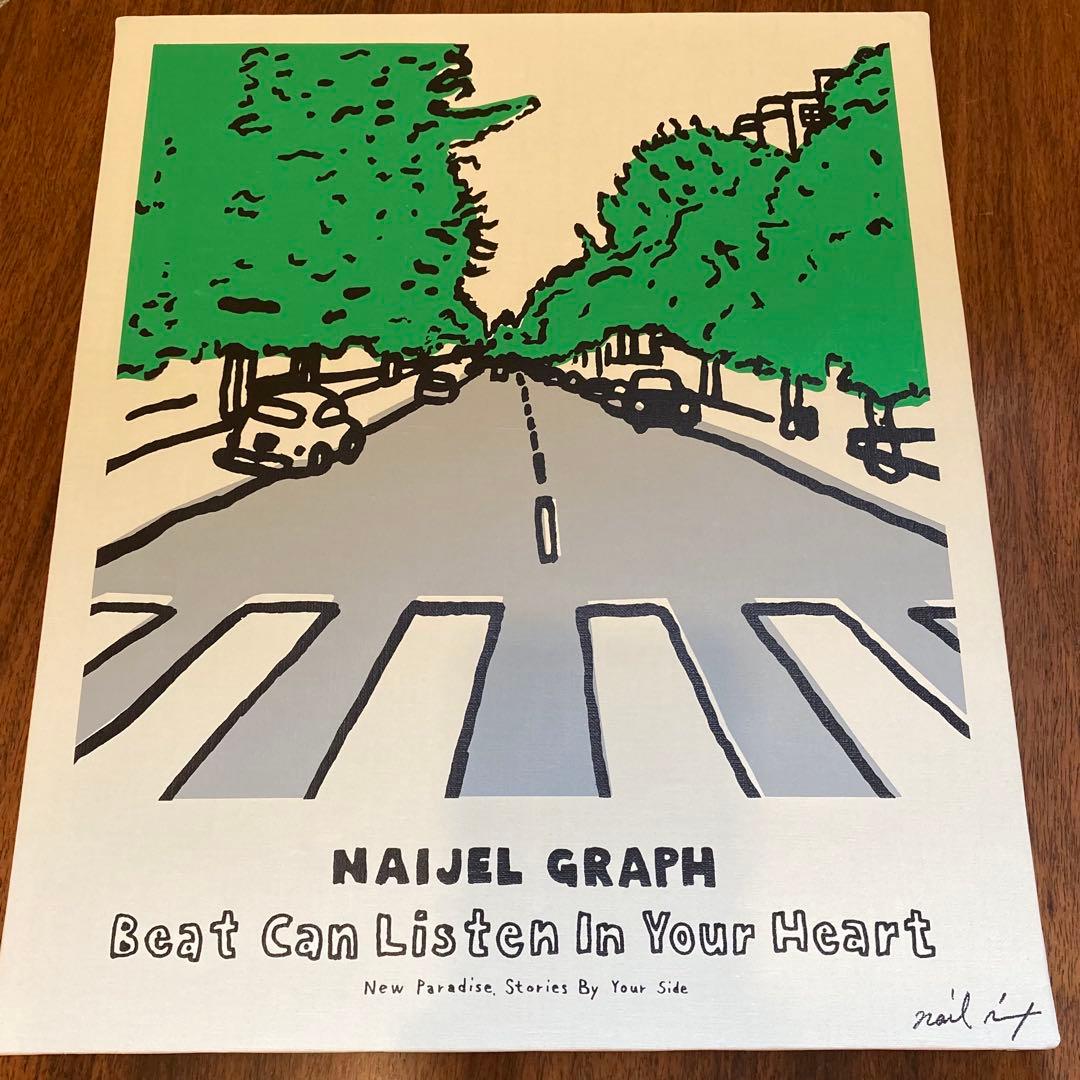 NAIJEL GRAPH
Beat Can Listen In Your Heart
New Paradise, Stories By Your Side